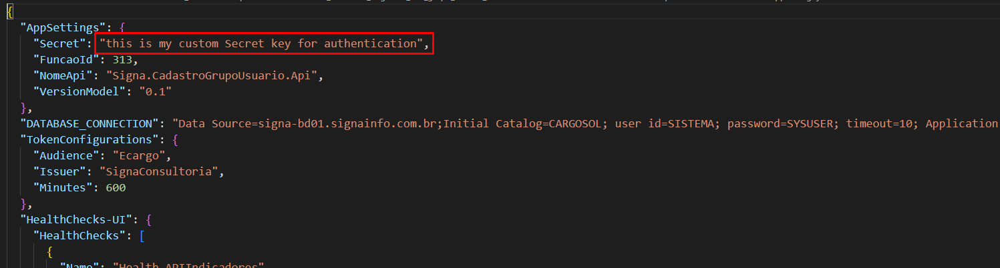 {
"AppSettings": {
"Secret": "this is my custom Secret key for authentication",
"FuncaoId": 313,
"NomeApi": "Signa.CadastroGrupoUsuario.Api",
"VersionModel": "0.1"
},
"DATABASE_CONNECTION": "Data Source=signa-bd01.signainfo.com.br;Initial Catalog=CARGOSOL; user id=SISTEMA; password=SYSUSER; timeout=10; Application
"TokenConfigurations": {
"Audience": "Ecargo",
"Issuer": "SignaConsultoria",
"Minutes": 600
},
"HealthChecks-UI": {
"HealthChecks": [
{
"Name": "Health APIIndicadores"